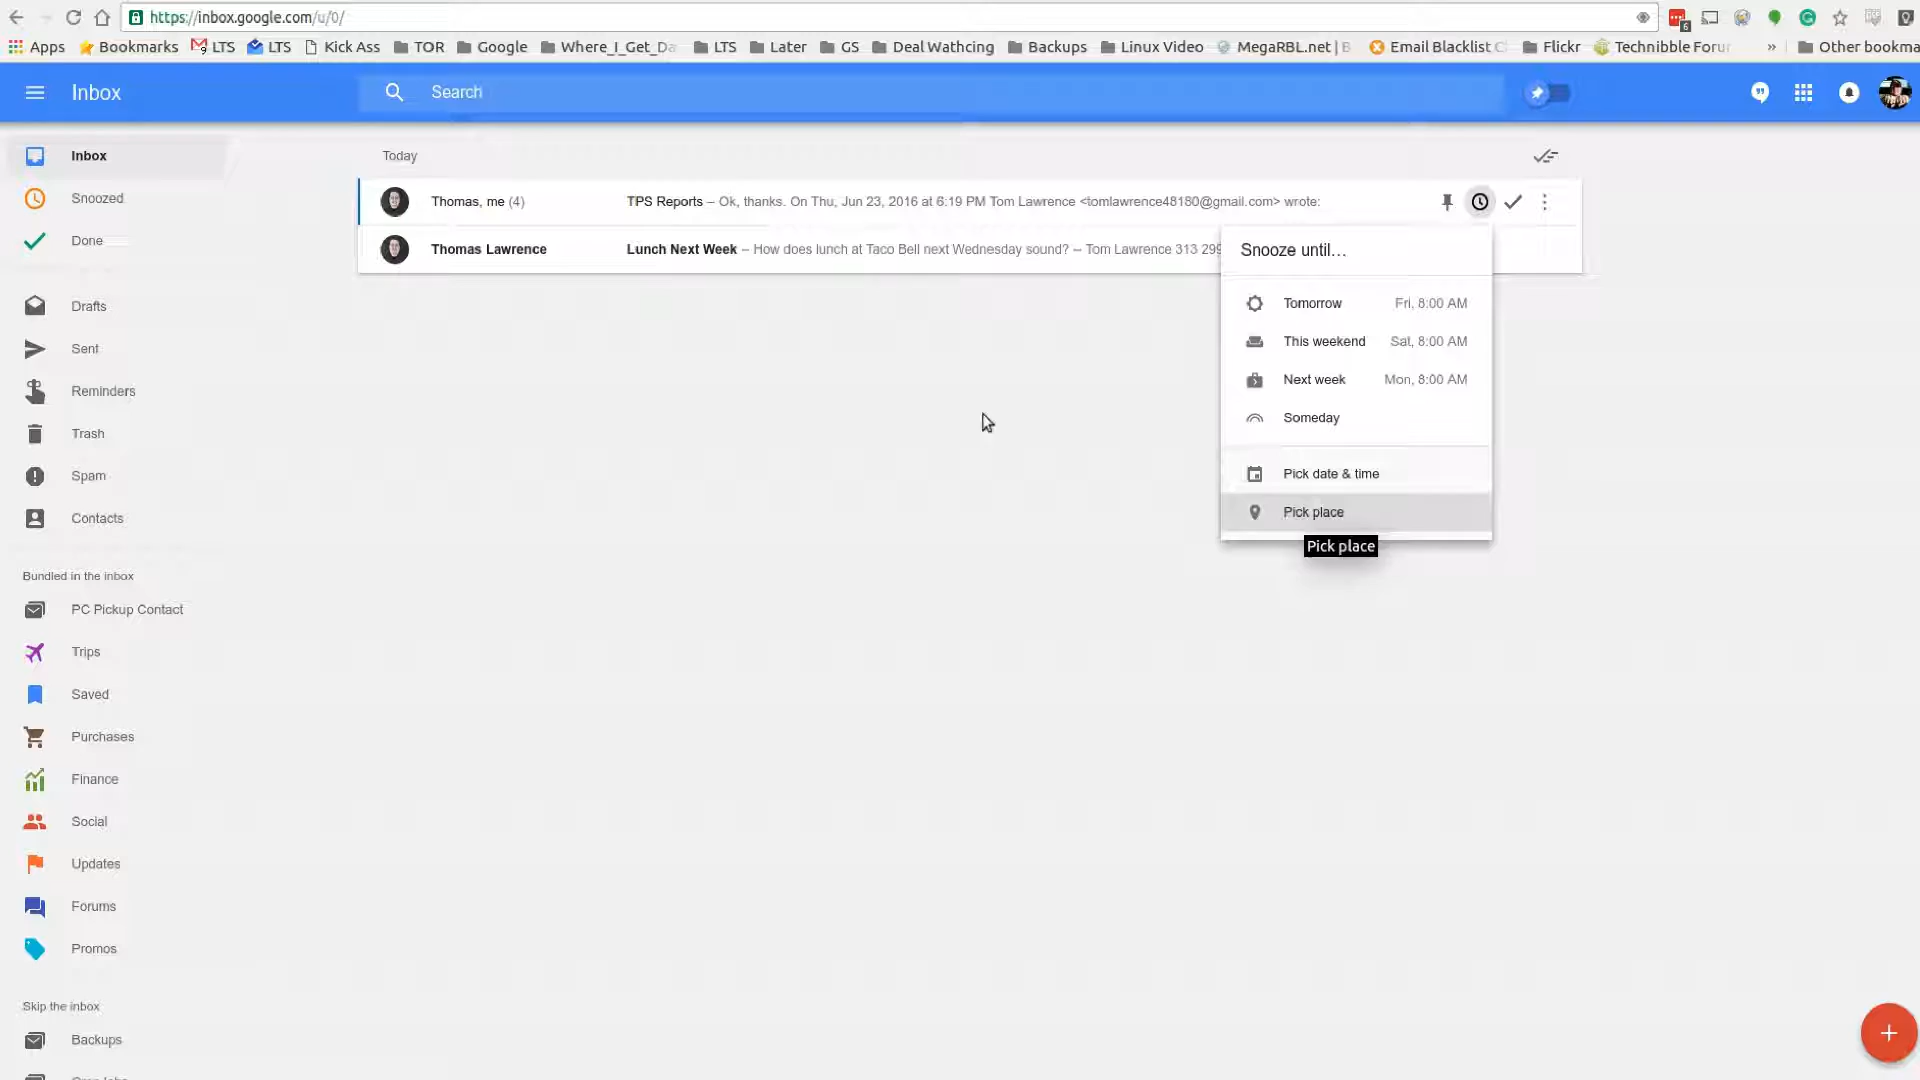 https://inbox.google.com/u/0/
6
Apps Bookmarks LTS LTS Kick Ass TOR Google Where_I_Get_Da LTS Later GS Deal Wathcing Backups Linux Video MegaRBL.net | B Email Blacklist C Flickr Technibble Forur » Other bookma
Inbox Search
Inbox
Today
Snoozed
Thomas, me (4) TPS Reports – Ok, thanks. On Thu, Jun 23, 2016 at 6:19 PM Tom Lawrence <tomlawrence48180@gmail.com> wrote:
Done
Thomas Lawrence Lunch Next Week – How does lunch at Taco Bell next Wednesday sound? – Tom Lawrence 313 299
Snooze until…
Tomorrow Fri, 8:00 AM
This weekend Sat, 8:00 AM
Next week Mon, 8:00 AM
Someday
Pick date & time
Pick place
Pick place
Drafts
Sent
Reminders
Trash
Spam
Contacts
Bundled in the inbox
PC Pickup Contact
Trips
Saved
Purchases
Finance
Social
Updates
Forums
Promos
Skip the inbox
Backups